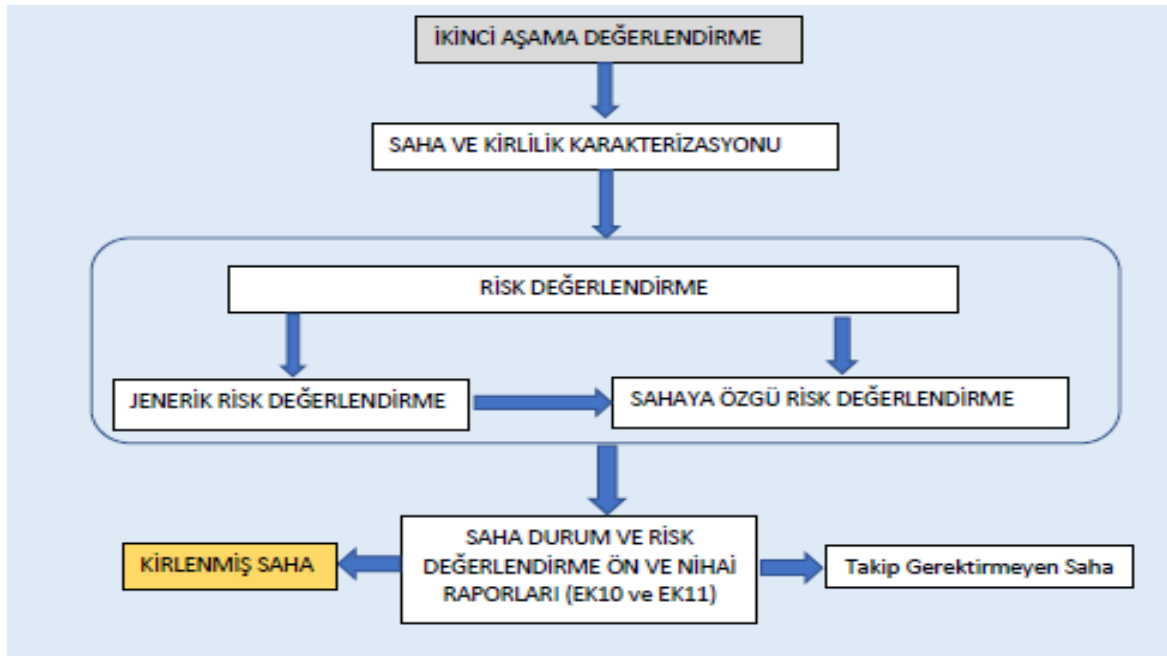 İKİNCİ AŞAMA DEĞERLENDİRME
SAHA VE KİRLİLİK KARAKTERİZASYONU
RİSK DEĞERLENDİRME
JENERİK RİSK DEĞERLENDİRME
SAHAYA ÖZGÜ RİSK DEĞERLENDİRME
KİRLENMİŞ SAHA
SAHA DURUM VE RİSK
DEĞERLENDİRME ÖN VE NİHAİ
RAPORLARI (EK10 ve EK11)
Takip Gerektirmeyen Saha